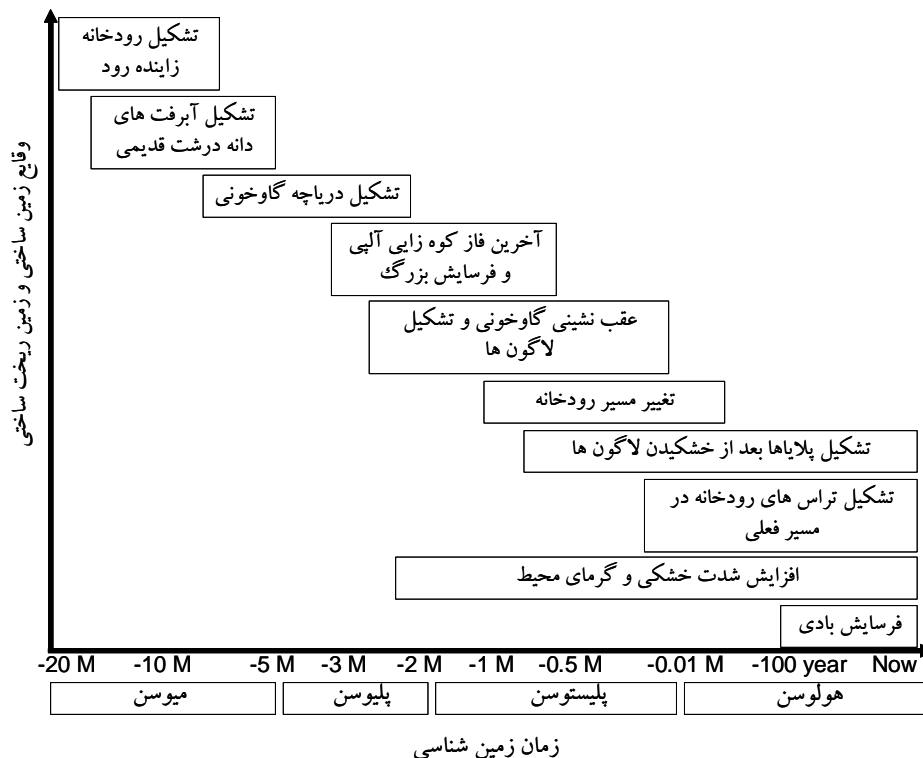 تشکیل رودخانه
زاینده رود
تشکیل آبرفت های
دانه درشت قدیمی
تشکیل دریاچه گاوخونی
آخرین فاز کوه زایی آلپی
و فرسایش بزرگ
عقب نشینی گاوخونی و تشکیل
لاگون ها
تغییر مسیر رودخانه
تشکیل پلایاها بعد از خشکیدن لاگون ها
تشکیل تراس های رودخانه در
مسیر فعلی
افزایش شدت خشکی و گرمای محیط
فرسایش بادی
وقایع زمین ساختی و زمین ریخت ساختی
-20 M -10 M -5 M -3 M -2 M -1 M -0.5 M -0.01 M -100 year Now
میوسن پلیوسن پلیستوسن هولوسن
زمان زمین شناسی